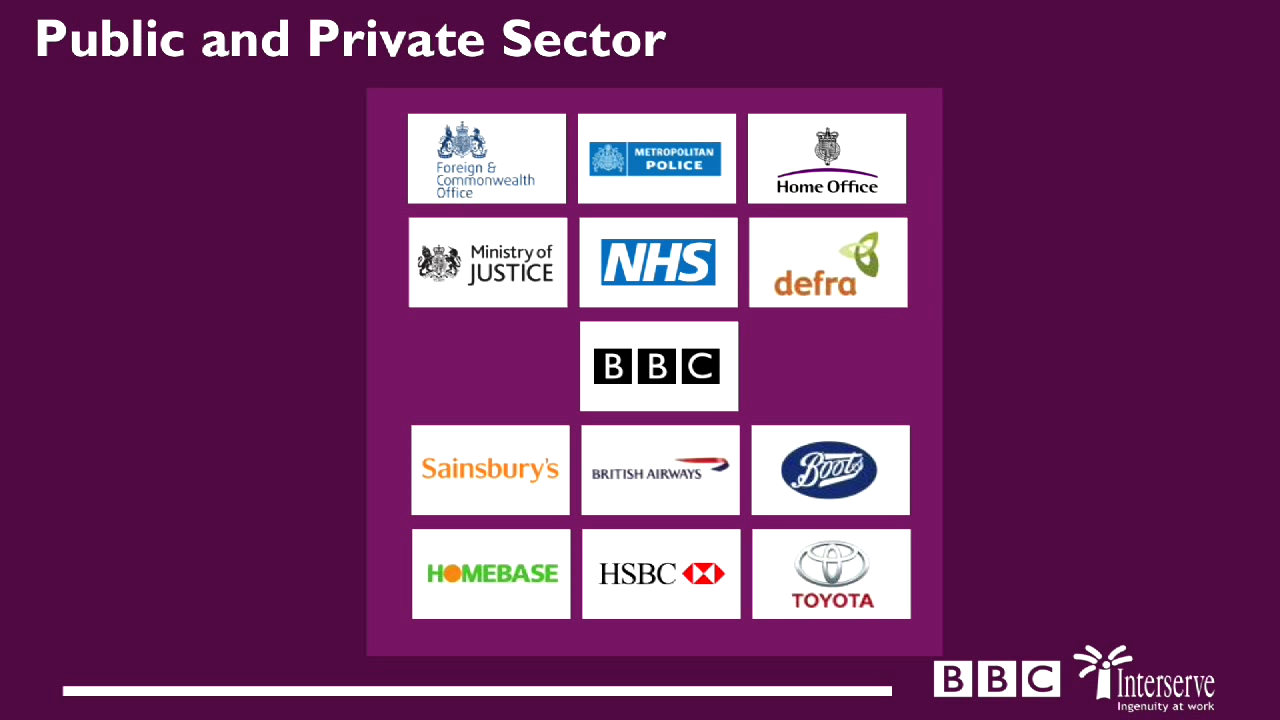 Public and Private Sector
Foreign &
Commonwealth
Office
METROPOLITAN
POLICE
Home Office
Ministry of
JUSTICE
NHS
defra
BBC
Sainsbury's
BRITISH AIRWAYS
Boots
HOMEBASE
HSBC
TOYOTA
BBC
Interserve
Ingenuity at work